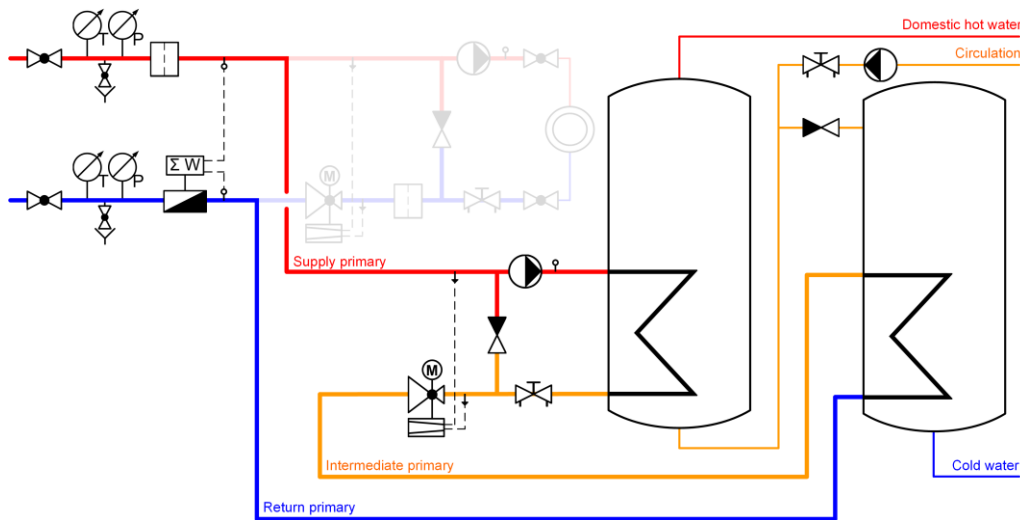 Domestic hot water
T
P
Circulation
T
P
Σ W
M
Supply primary
M
Intermediate primary
Cold water
Return primary